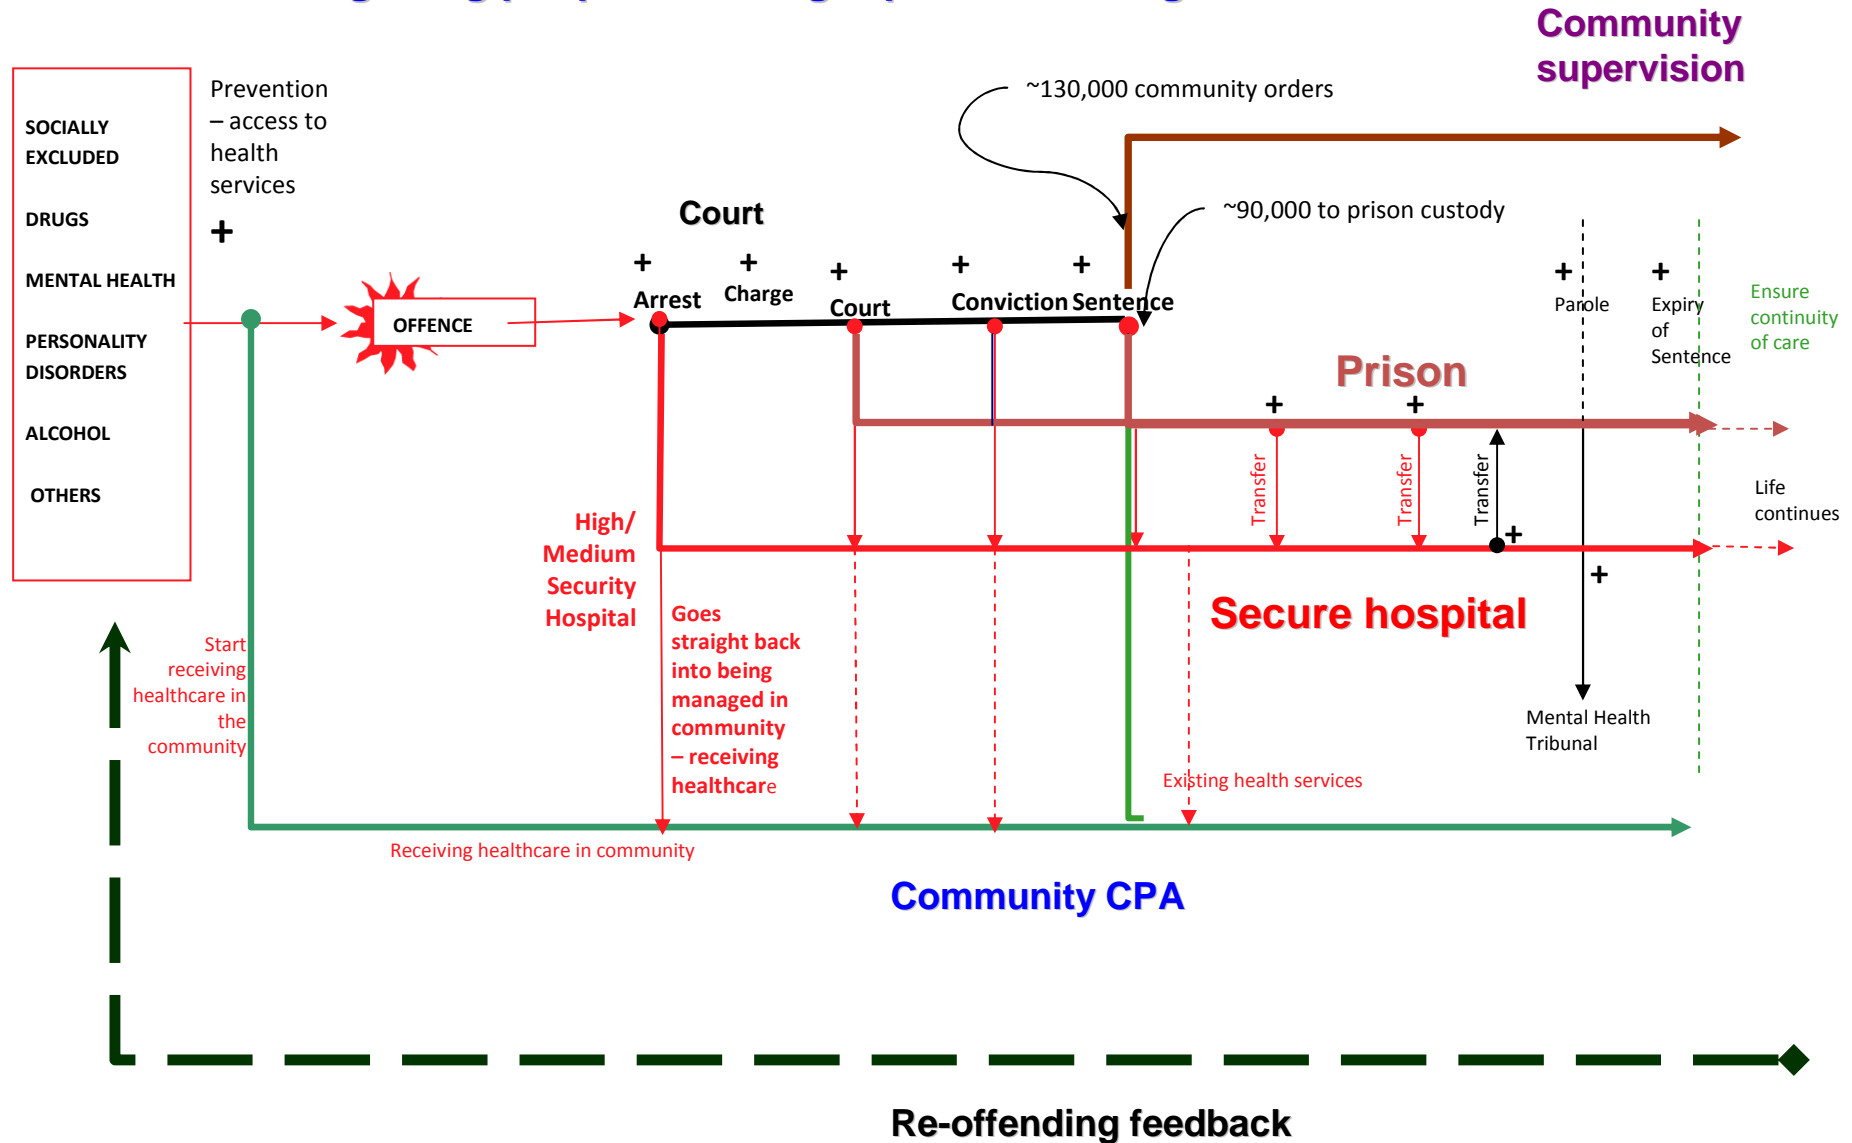 Community
supervision
SOCIALLY
EXCLUDED
DRUGS
MENTAL HEALTH
PERSONALITY
DISORDERS
ALCOHOL
OTHERS
Prevention
– access to
health
services
+
~130,000 community orders
~90,000 to prison custody
Court
+ + + + +
Arrest
Charge
Court
Conviction
Sentence
OFFENCE
+ +
Parole
Expiry
of
Sentence
Ensure
continuity
of care
Prison
+ +
Transfer
Transfer
Transfer
+
Life
continues
High/
Medium
Security
Hospital
Secure hospital
+
Goes
straight back
into being
managed in
community
– receiving
healthcare
Start
receiving
healthcare in
the
community
Mental Health
Tribunal
Existing health services
Receiving healthcare in community
Community CPA
Re-offending feedback